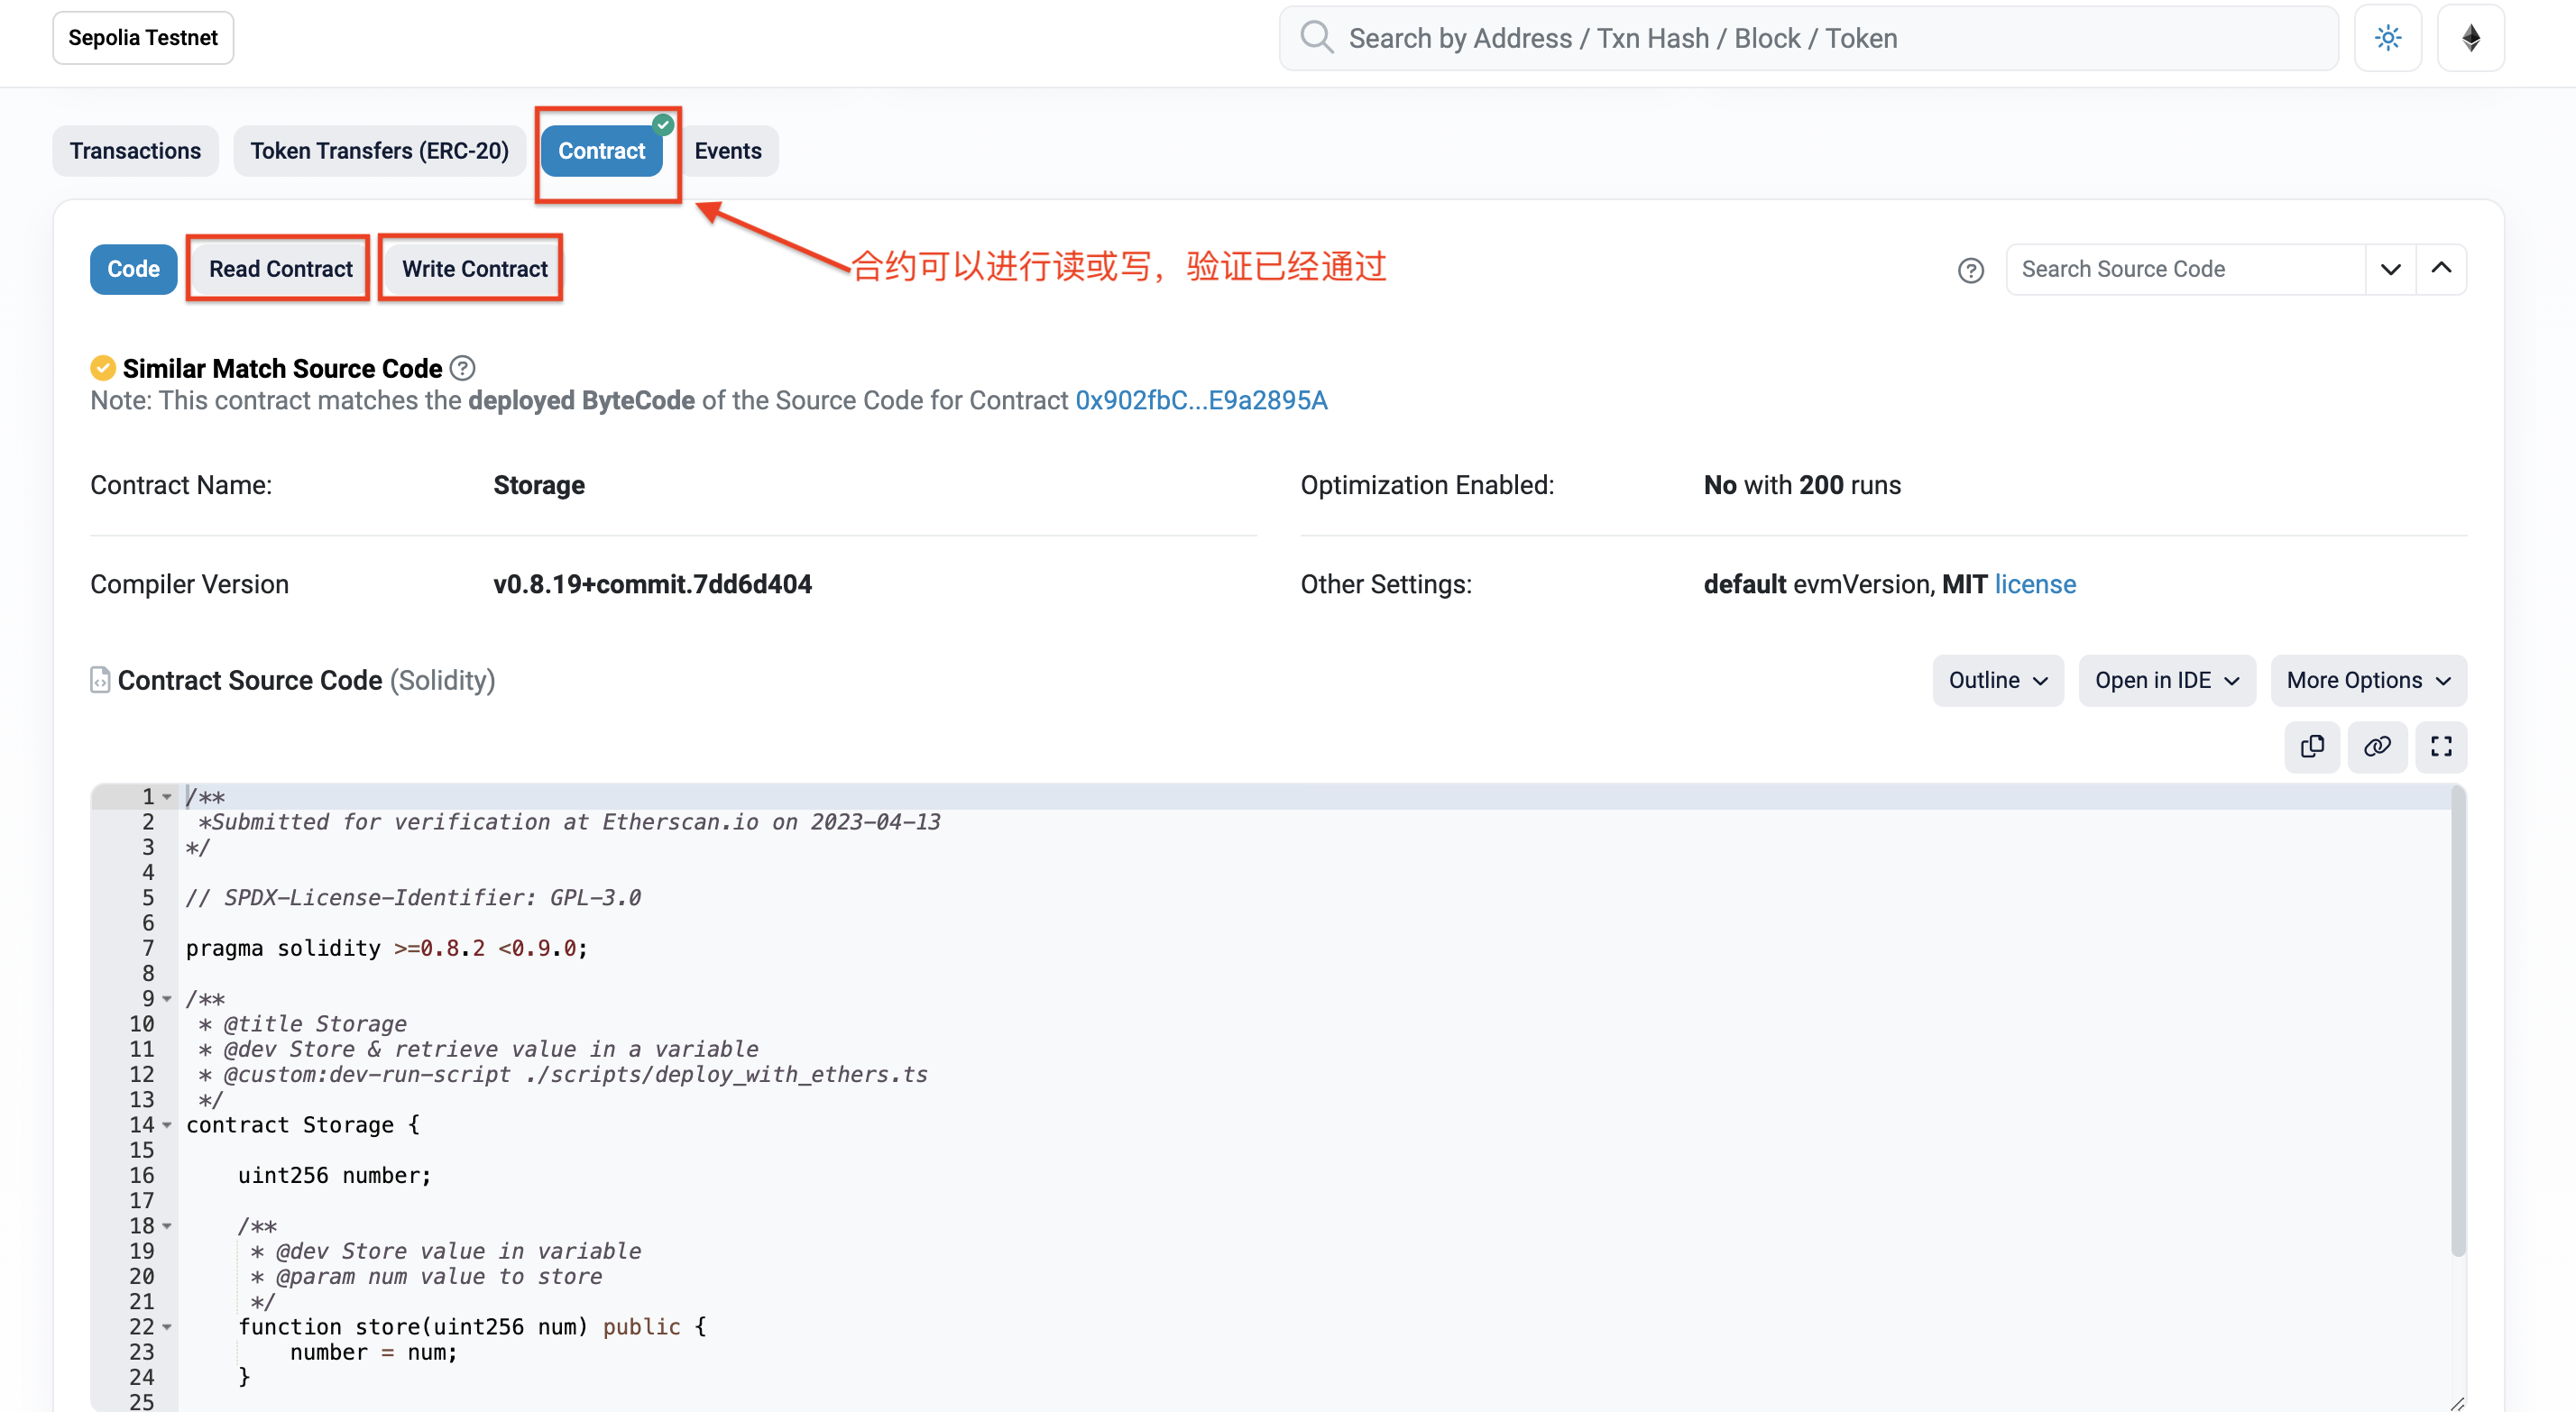 Sepolia Testnet
Search by Address / Txn Hash / Block / Token
Transactions
Token Transfers (ERC-20)
Contract
Events
Code
Read Contract
Write Contract
合约可以进行读或写，验证已经通过
Search Source Code
Similar Match Source Code
Note: This contract matches the deployed ByteCode of the Source Code for Contract 0x902fbC...E9a2895A
Contract Name: Storage
Optimization Enabled: No with 200 runs
Compiler Version v0.8.19+commit.7dd6d404
Other Settings: default evmVersion, MIT license
Contract Source Code (Solidity)
Outline
Open in IDE
More Options
1 /**
2  *Submitted for verification at Etherscan.io on 2023-04-13
3 */
4
5 // SPDX-License-Identifier: GPL-3.0
6
7 pragma solidity >=0.8.2 <0.9.0;
8
9 /**
10  * @title Storage
11  * @dev Store & retrieve value in a variable
12  * @custom:dev-run-script ./scripts/deploy_with_ethers.ts
13  */
14 contract Storage {
15
16     uint256 number;
17
18     /**
19      * @dev Store value in variable
20      * @param num value to store
21      */
22     function store(uint256 num) public {
23         number = num;
24     }
25